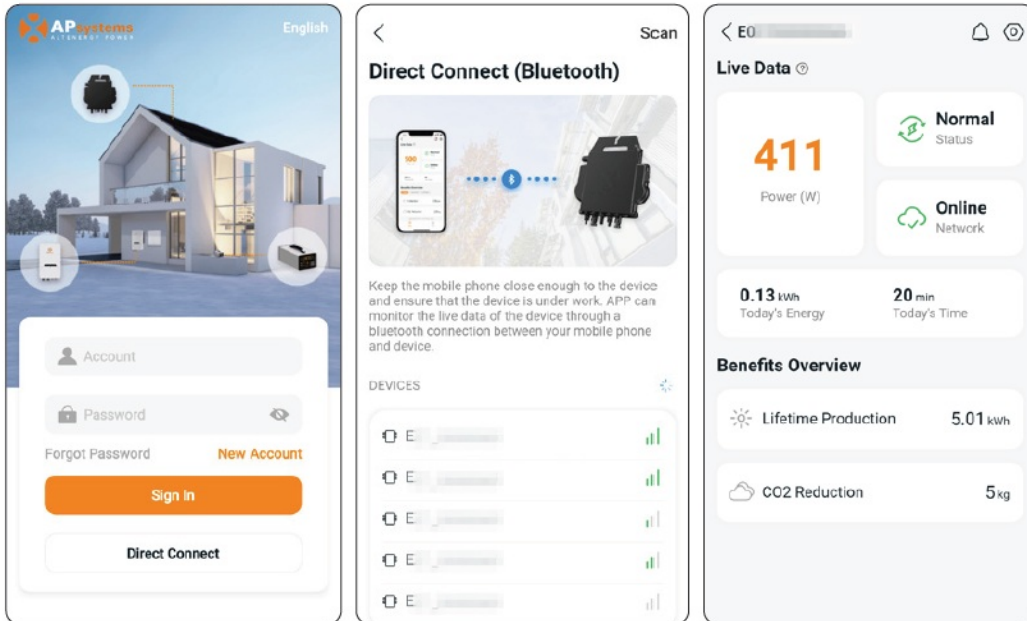 APsystems
ALTENERGY POWER
English
Account
Password
Forgot Password
New Account
Sign In
Direct Connect
Scan
Direct Connect (Bluetooth)
Keep the mobile phone close enough to the device
and ensure that the device is under work. APP can
monitor the live data of the device through a
bluetooth connection between your mobile phone
and device.
DEVICES
E
E
E
E
E
E0
Live Data
411
Power (W)
Normal
Status
Online
Network
0.13 kWh
Today's Energy
20 min
Today's Time
Benefits Overview
Lifetime Production 5.01 kWh
CO2 Reduction 5 kg